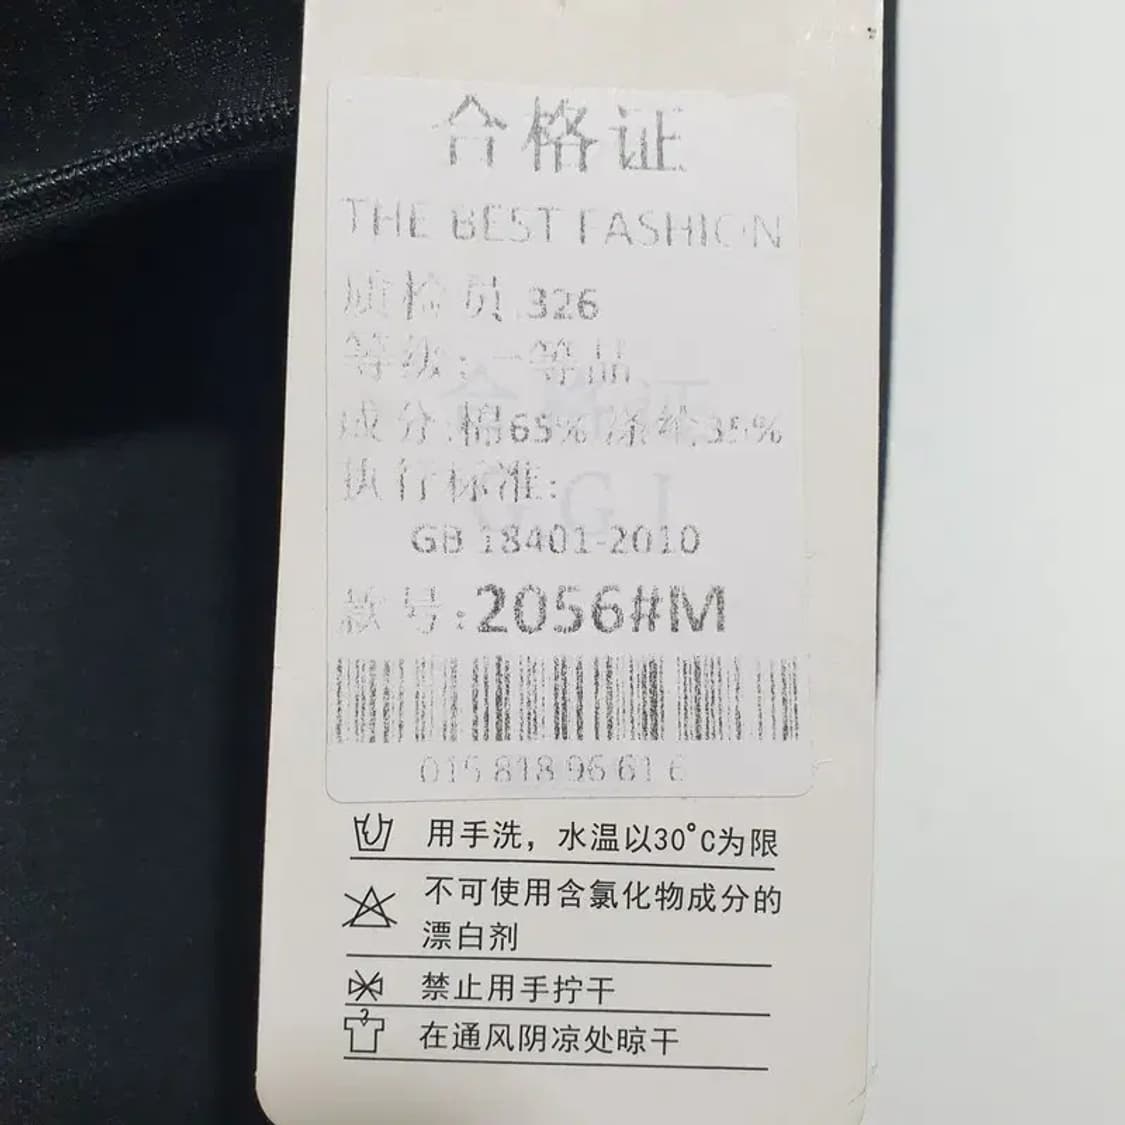 合格证
THE BEST FASHION
质检员:326
等级:一等品
成分:棉65% 涤纶35%
执行标准:
GB 18401-2010
款号:2056#M
015 818 96 61 6
用手洗，水温以30°C为限
不可使用含氯化物成分的
漂白剂
禁止用手拧干
在通风阴凉处晾干